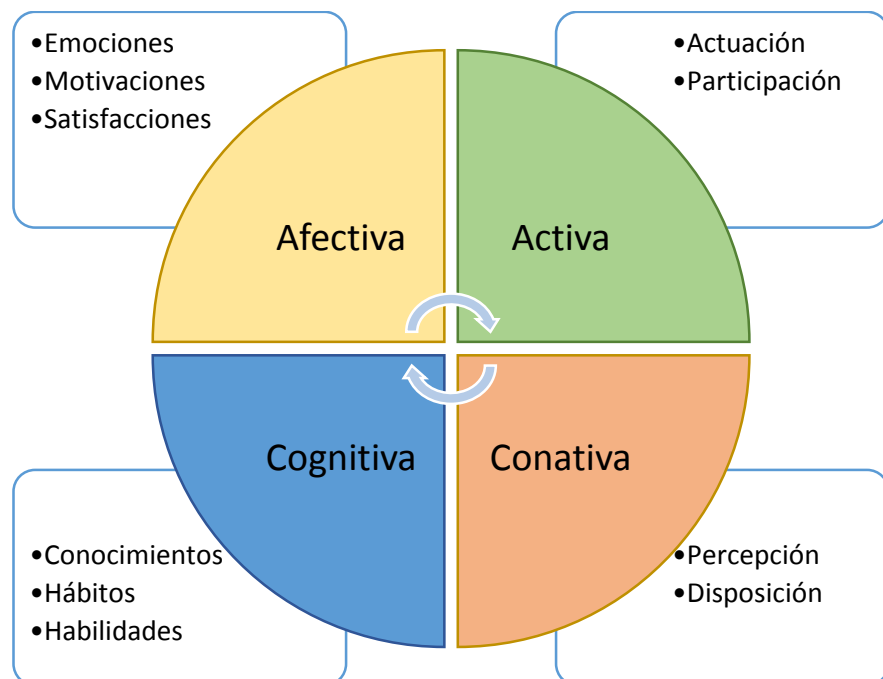 •Emociones
•Motivaciones
•Satisfacciones
•Actuación
•Participación
Afectiva
Activa
Cognitiva
Conativa
•Conocimientos
•Hábitos
•Habilidades
•Percepción
•Disposición